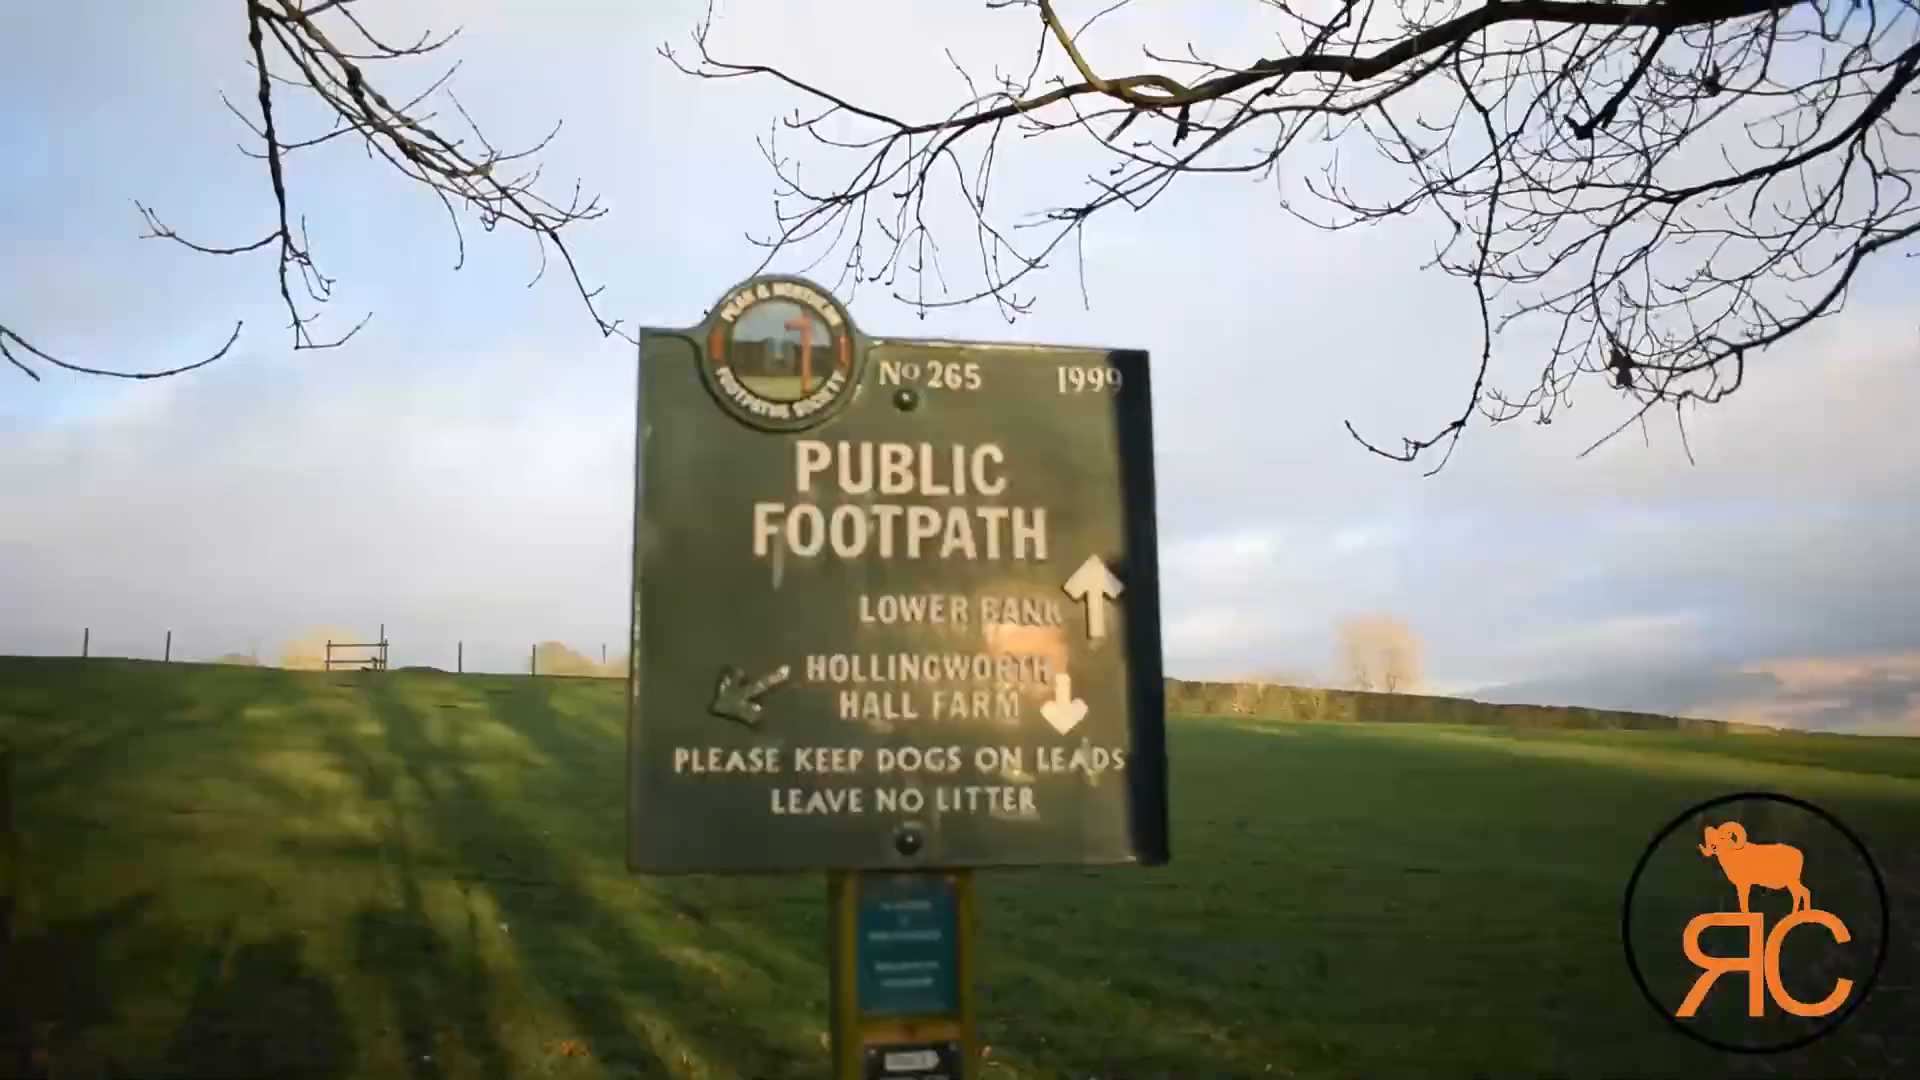 PEAK & NORTHERN
FOOTPATHS SOCIETY
No 265 1999
PUBLIC
FOOTPATH
LOWER BANK
HOLLINGWORTH
HALL FARM
PLEASE KEEP DOGS ON LEADS
LEAVE NO LITTER
RC